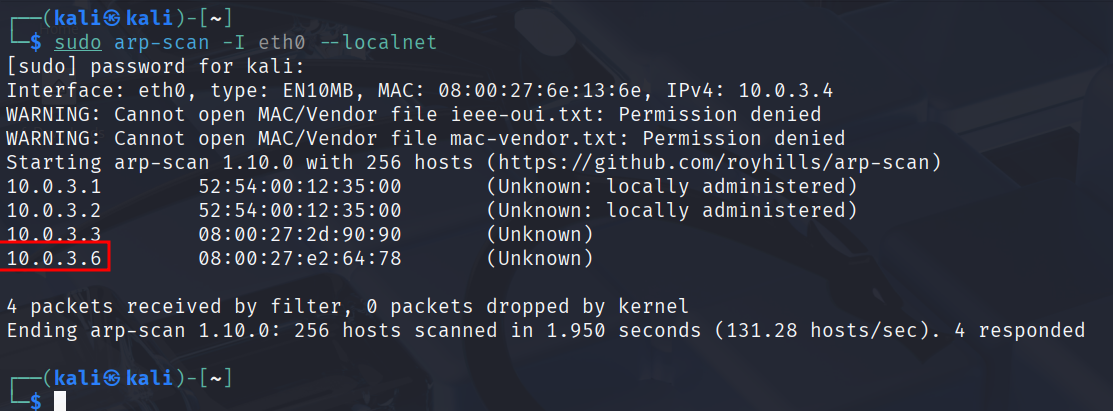 ┌──(kali㉿kali)-[~]
└─$ sudo arp-scan -I eth0 --localnet
[sudo] password for kali:
Interface: eth0, type: EN10MB, MAC: 08:00:27:6e:13:6e, IPv4: 10.0.3.4
WARNING: Cannot open MAC/Vendor file ieee-oui.txt: Permission denied
WARNING: Cannot open MAC/Vendor file mac-vendor.txt: Permission denied
Starting arp-scan 1.10.0 with 256 hosts (https://github.com/royhills/arp-scan)
10.0.3.1	52:54:00:12:35:00	(Unknown: locally administered)
10.0.3.2	52:54:00:12:35:00	(Unknown: locally administered)
10.0.3.3	08:00:27:2d:90:90	(Unknown)
10.0.3.6	08:00:27:e2:64:78	(Unknown)
4 packets received by filter, 0 packets dropped by kernel
Ending arp-scan 1.10.0: 256 hosts scanned in 1.950 seconds (131.28 hosts/sec). 4 responded
┌──(kali㉿kali)-[~]
└─$